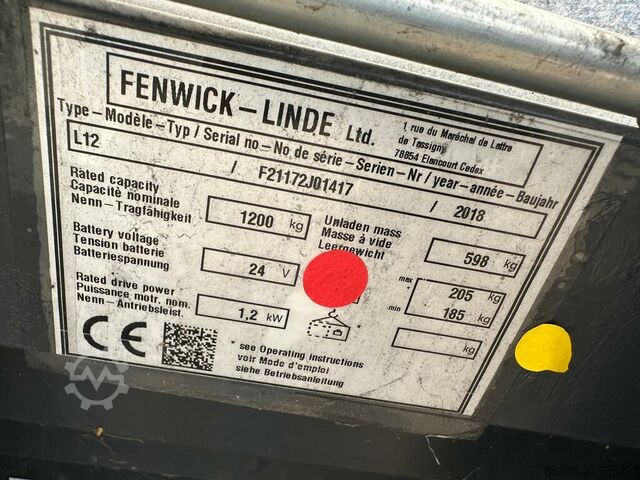 FENWICK–LINDE Ltd.
1, rue du Maréchal de Lattre
de Tassigny
78854 Elancourt Cedex
Type–Modèle–Typ / Serial no–No de série–Serien–Nr / year–année–Baujahr
L12 / F21172J01417 / 2018
Rated capacity
Capacité nominale
Nenn–Tragfähigkeit
1200 kg
Unladen mass
Masse à vide
Leergewicht
598 kg
Battery voltage
Tension batterie
Batteriespannung
24 V
max 205 kg
min 185 kg
Rated drive power
Puissance motr. nom.
Nenn–Antriebsleist.
1,2 kW
kg
CE
* see Operating instructions
voir Mode d'emploi
siehe Betriebsanleitung